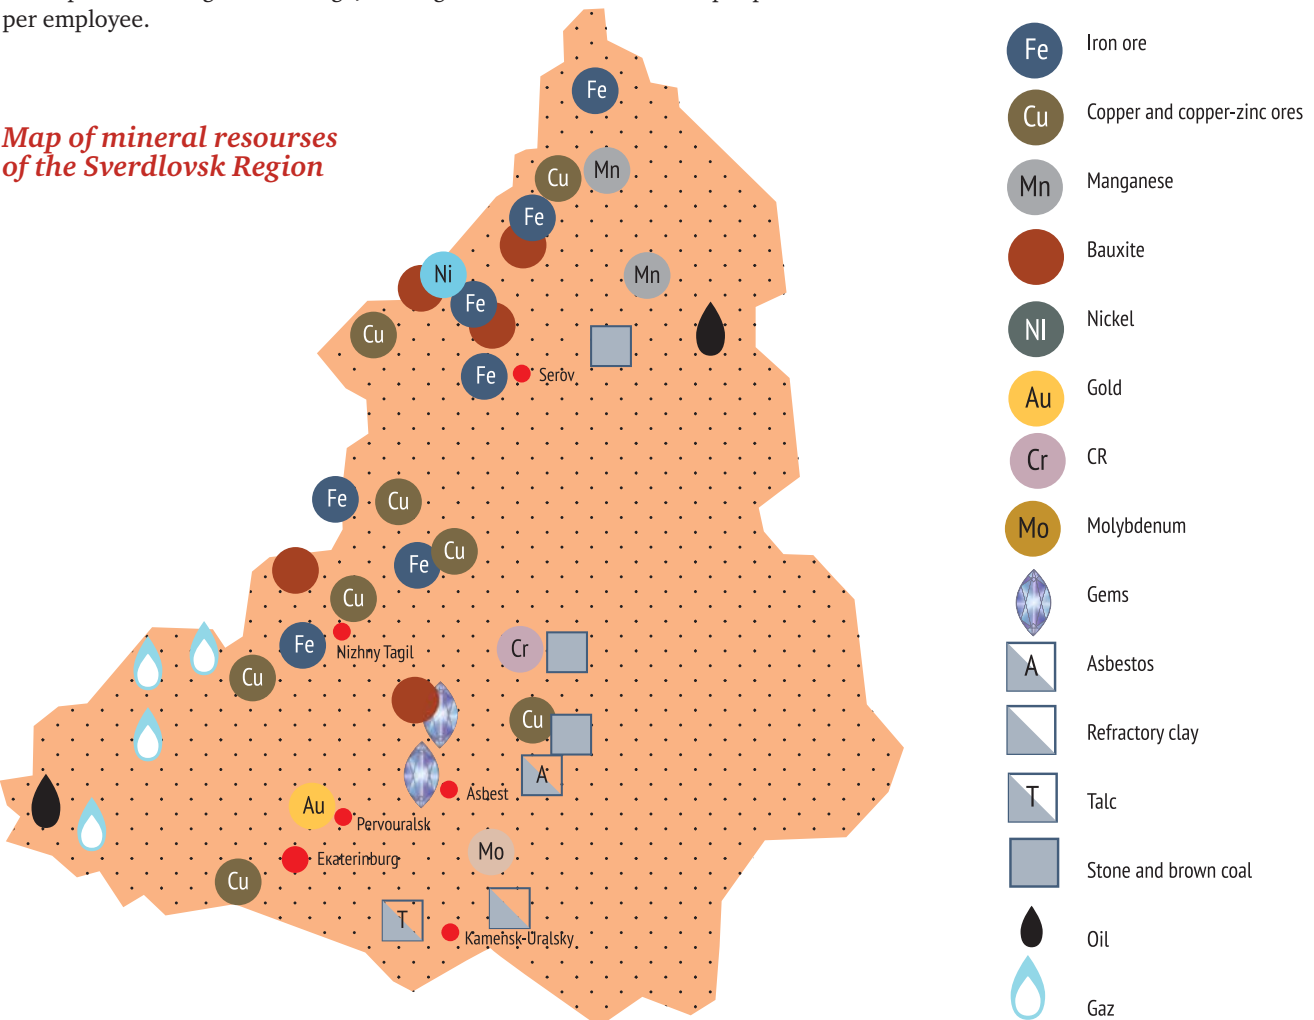 per employee.
Map of mineral resourses
of the Sverdlovsk Region
Fe
Cu
Mn
Fe
Ni
Mn
Fe
Cu
Fe
Serov
Fe
Cu
Cu
Fe
Cu
Fe
Nizhny Tagil
Cr
Cu
Cu
A
Asbest
Au
Pervouralsk
Mo
Ekaterinburg
Cu
T
Kamensk-Uralsky
Fe Iron ore
Cu Copper and copper-zinc ores
Mn Manganese
Bauxite
NI Nickel
Au Gold
Cr CR
Mo Molybdenum
Gems
A Asbestos
Refractory clay
T Talc
Stone and brown coal
Oil
Gaz